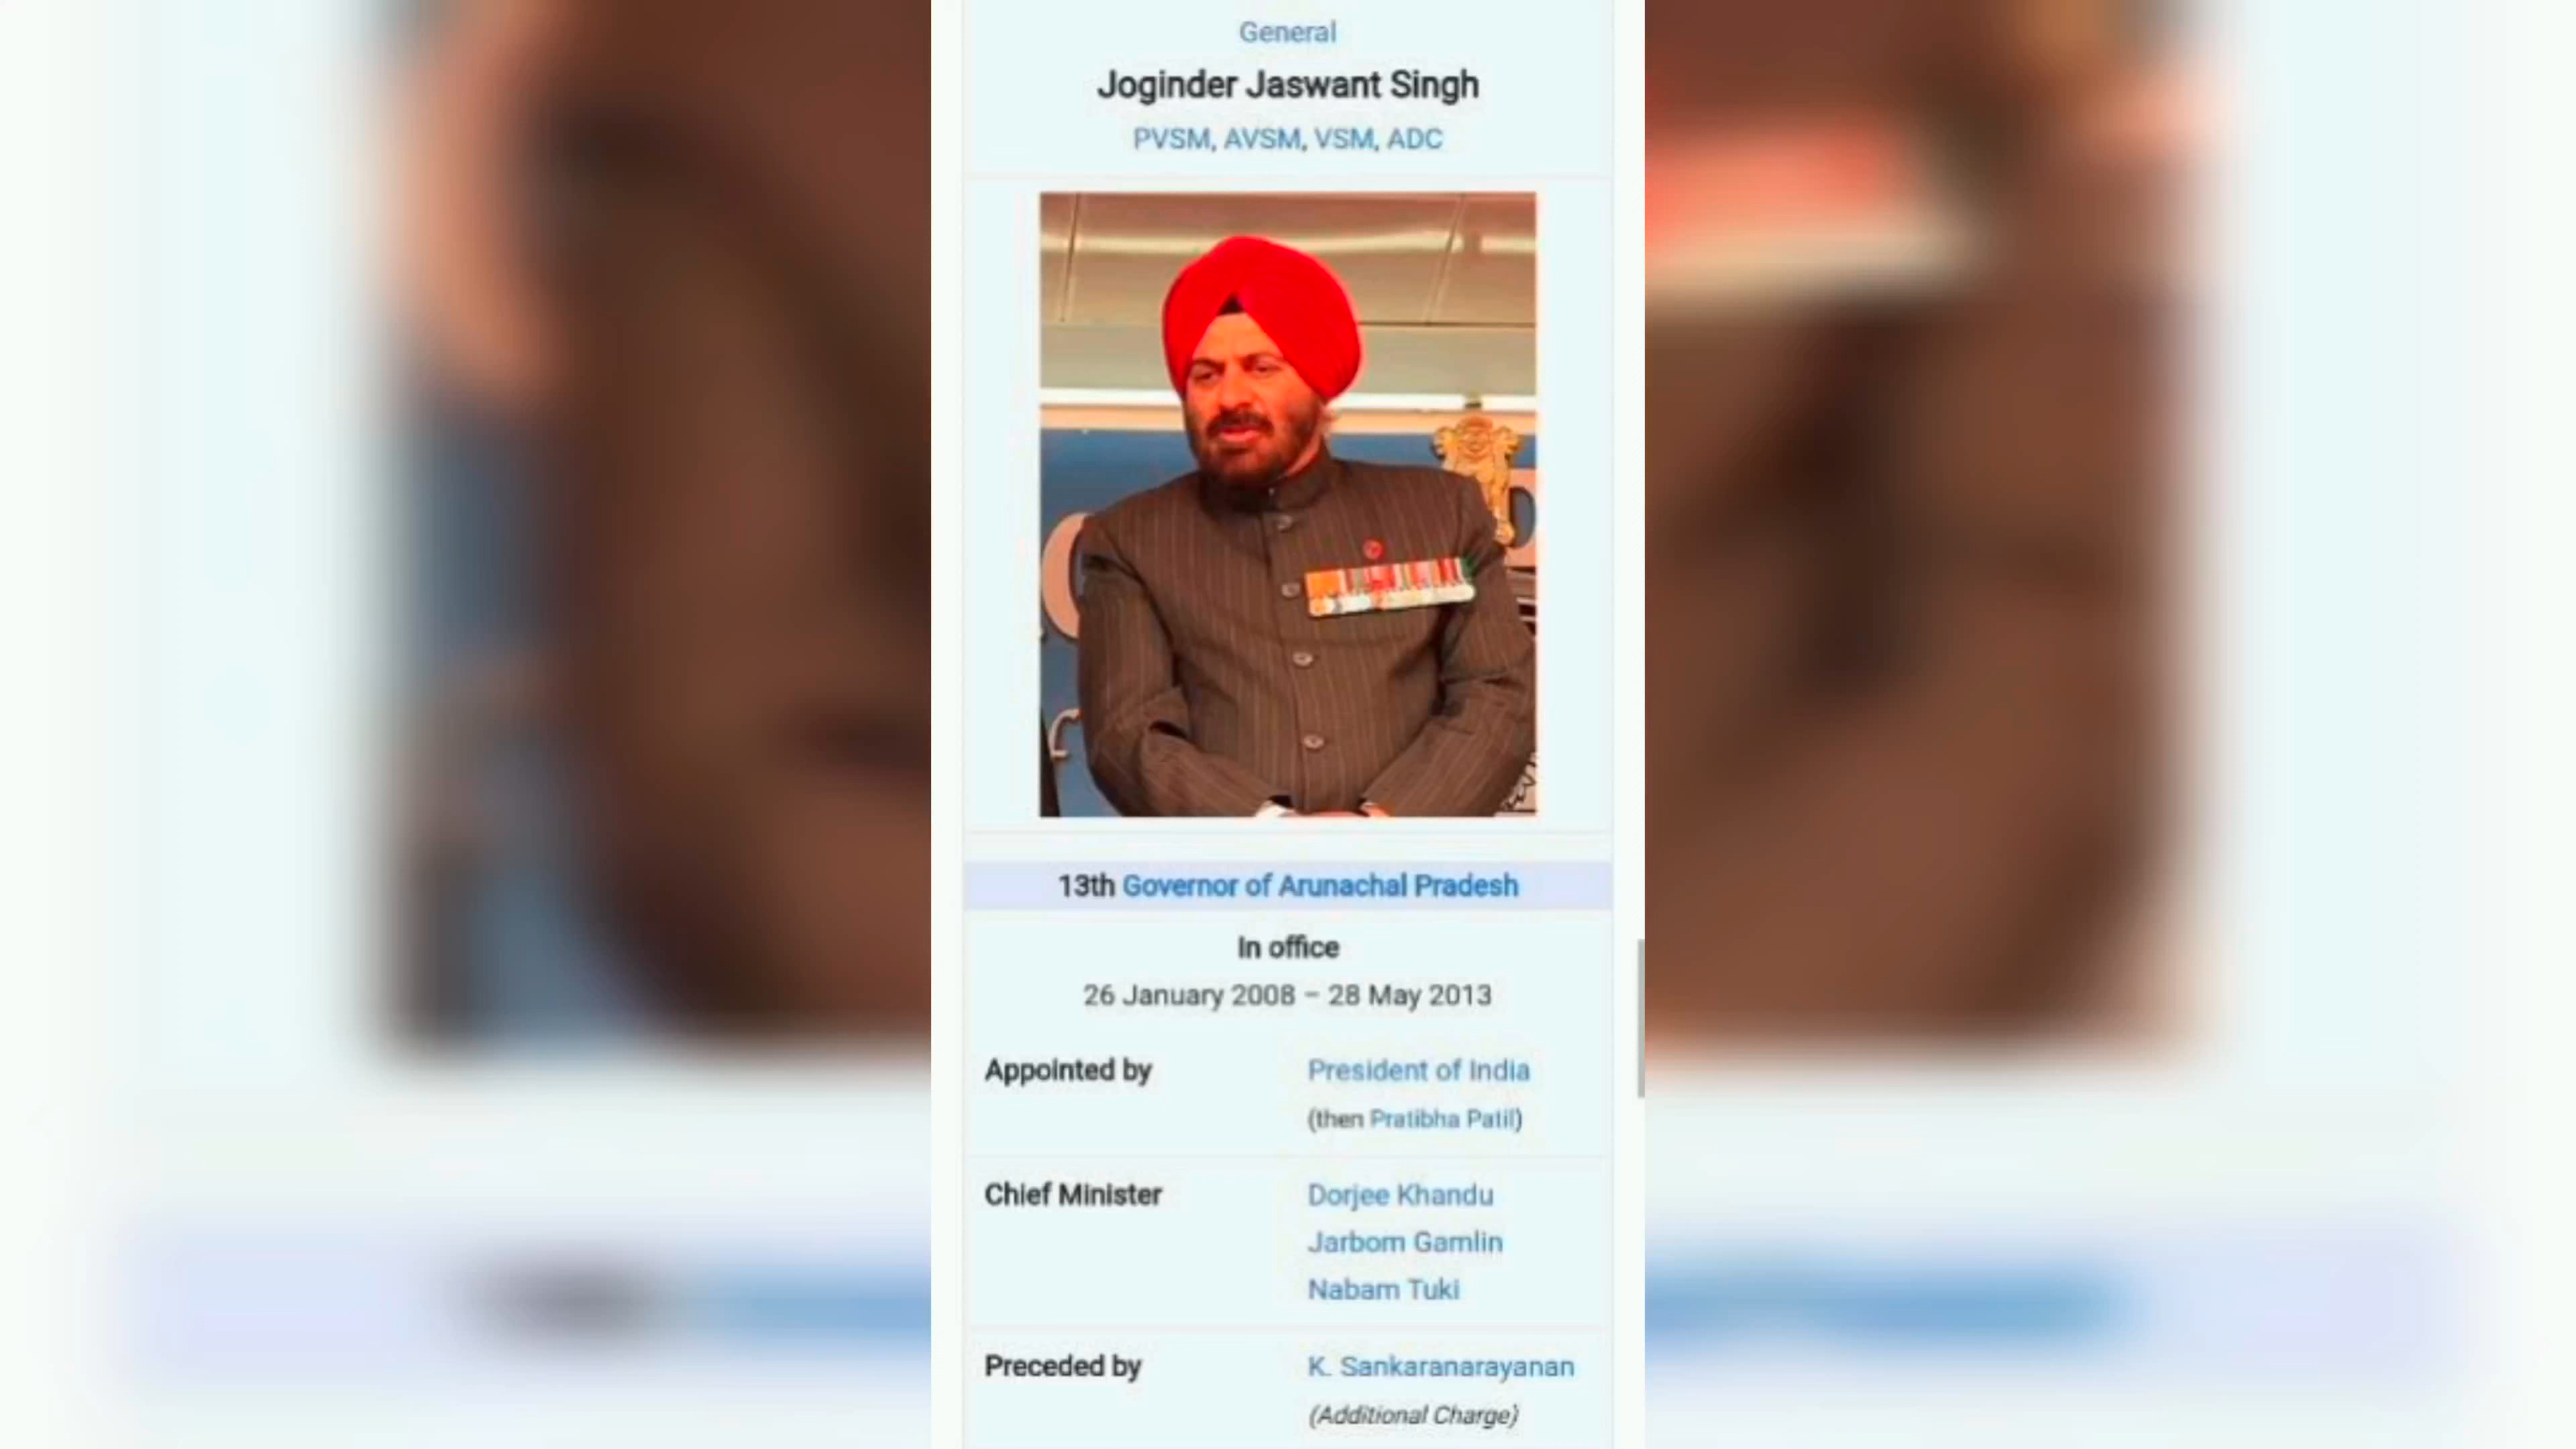 General
Joginder Jaswant Singh
PVSM, AVSM, VSM, ADC
13th Governor of Arunachal Pradesh
In office
26 January 2008 – 28 May 2013
Appointed by President of India
(then Pratibha Patil)
Chief Minister Dorjee Khandu
Jarbom Gamlin
Nabam Tuki
Preceded by K. Sankaranarayanan
(Additional Charge)